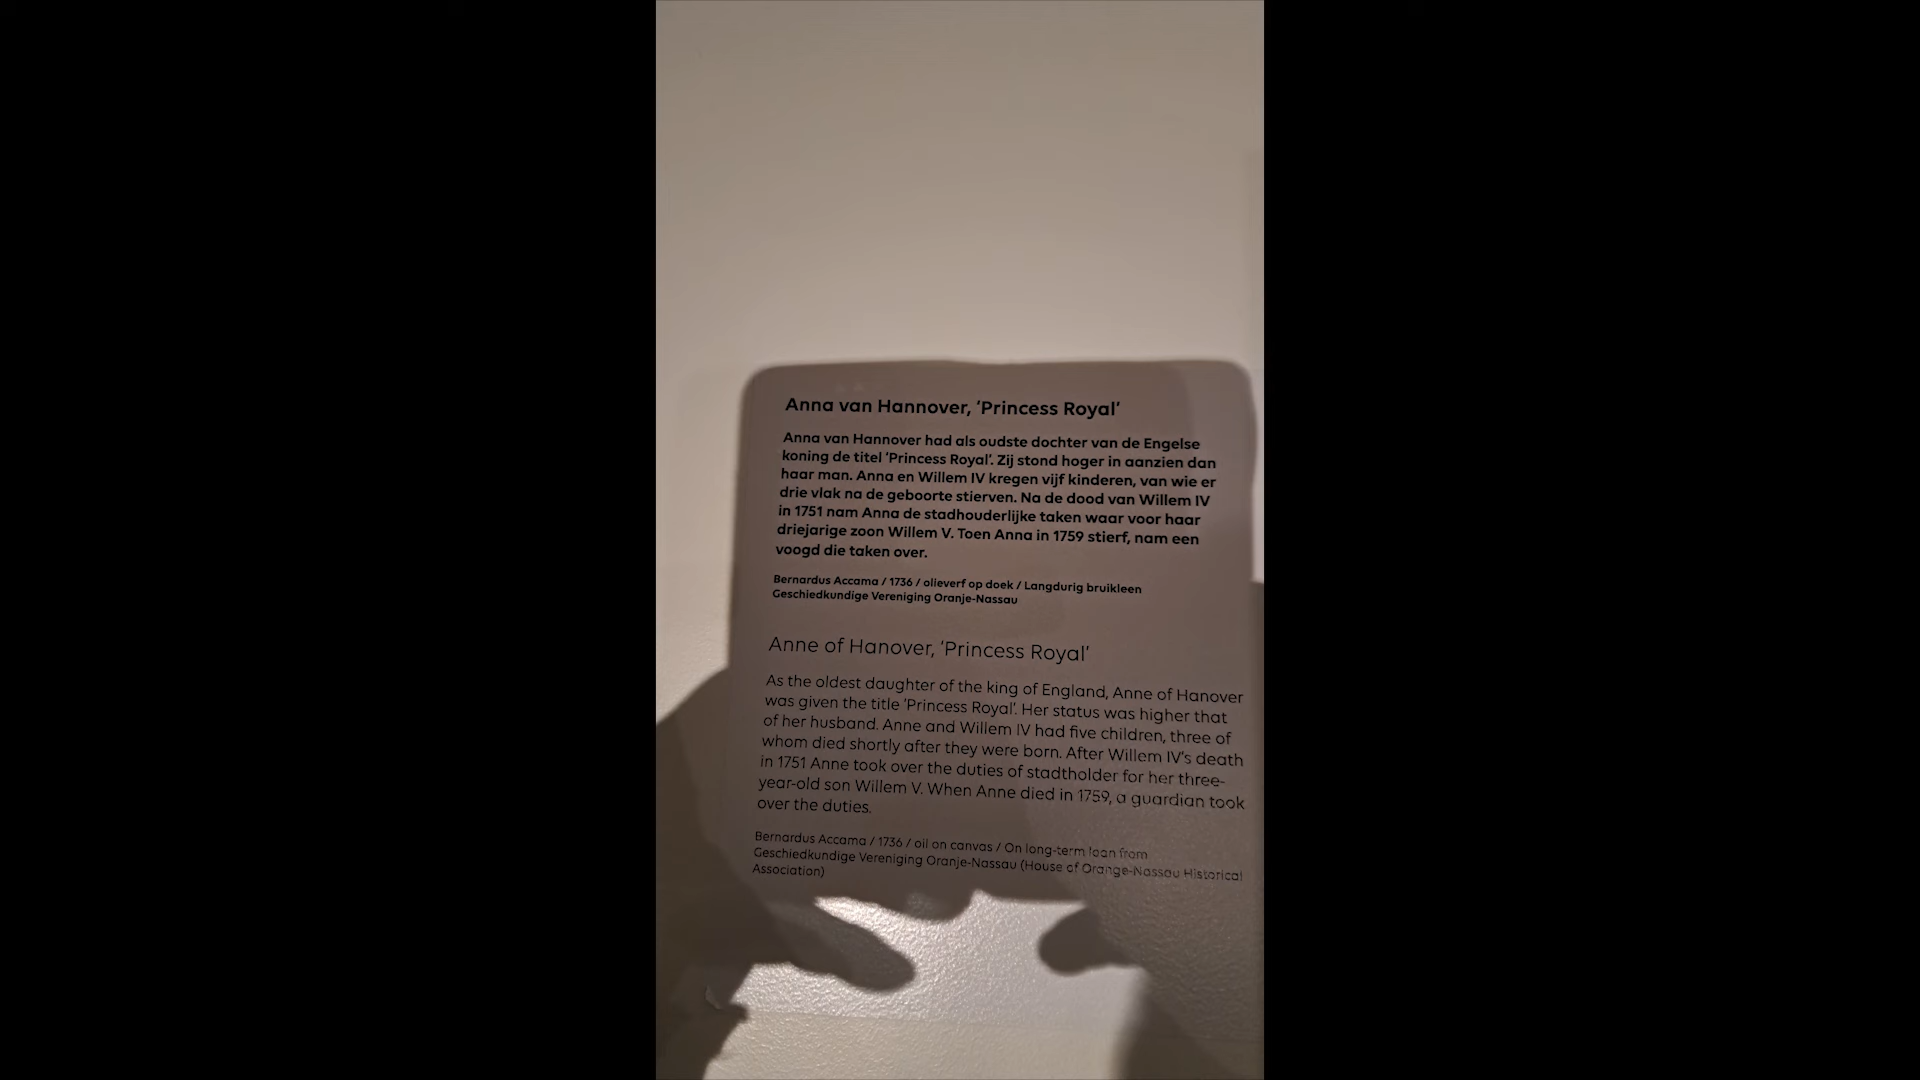 Anna van Hannover, ‘Princess Royal’
Anna van Hannover had als oudste dochter van de Engelse
koning de titel ‘Princess Royal’. Zij stond hoger in aanzien dan
haar man. Anna en Willem IV kregen vijf kinderen, van wie er
drie vlak na de geboorte stierven. Na de dood van Willem IV
in 1751 nam Anna de stadhouderlijke taken waar voor haar
driejarige zoon Willem V. Toen Anna in 1759 stierf, nam een
voogd die taken over.
Bernardus Accama / 1736 / olieverf op doek / Langdurig bruikleen
Geschiedkundige Vereniging Oranje-Nassau
Anne of Hanover, ‘Princess Royal’
As the oldest daughter of the king of England, Anne of Hanover
was given the title ‘Princess Royal’. Her status was higher that
of her husband. Anne and Willem IV had five children, three of
whom died shortly after they were born. After Willem IV’s death
in 1751 Anne took over the duties of stadtholder for her three-
year-old son Willem V. When Anne died in 1759, a guardian took
over the duties.
Bernardus Accama / 1736 / oil on canvas / On long-term loan from
Geschiedkundige Vereniging Oranje-Nassau (House of Orange-Nassau Historical
Association)